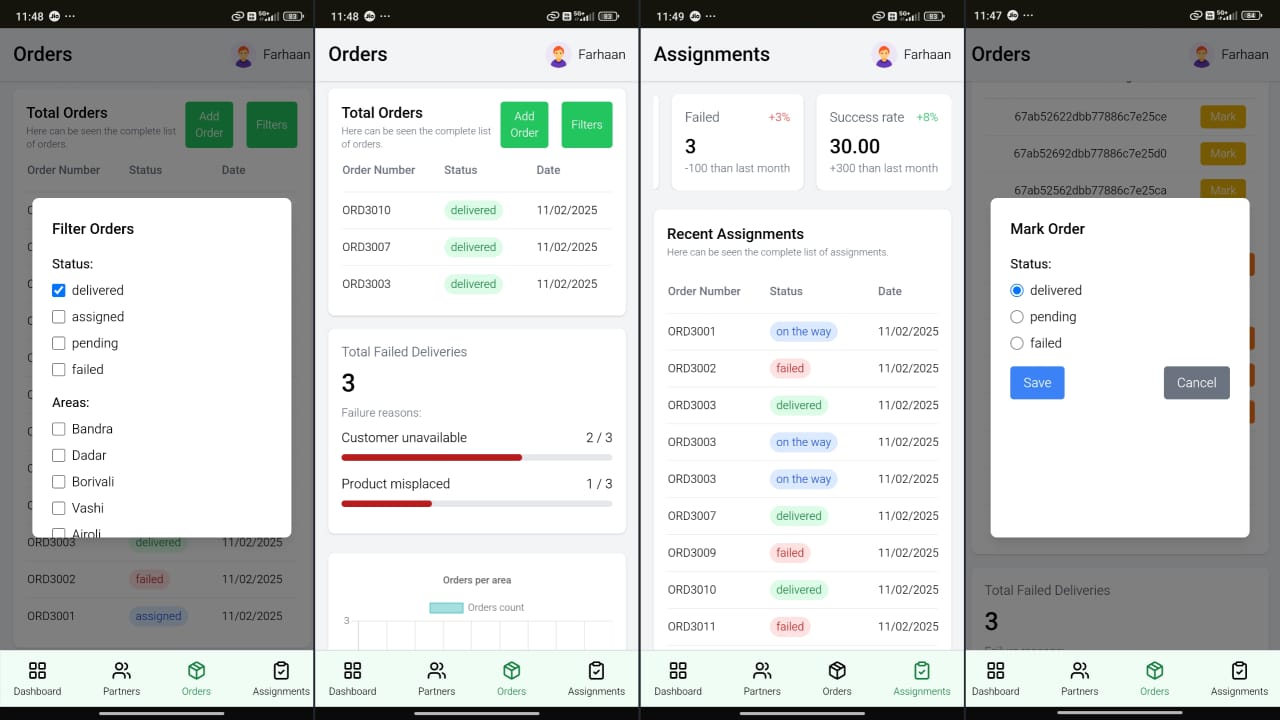 11:48 Jio ...
5G+
83
Orders
Farhaan
Total Orders
Here can be seen the complete list
of orders.
Add
Order
Filters
Order Number Status Date
Filter Orders
Status:
delivered
assigned
pending
failed
Areas:
Bandra
Dadar
Borivali
Vashi
Airoli
ORD3003 delivered 11/02/2025
ORD3002 failed 11/02/2025
ORD3001 assigned 11/02/2025
Dashboard Partners Orders Assignments
11:48 Jio ...
5G+
83
Orders
Farhaan
Total Orders
Here can be seen the complete list
of orders.
Add
Order
Filters
Order Number Status Date
ORD3010 delivered 11/02/2025
ORD3007 delivered 11/02/2025
ORD3003 delivered 11/02/2025
Total Failed Deliveries
3
Failure reasons:
Customer unavailable 2 / 3
Product misplaced 1 / 3
Orders per area
Orders count
3
Dashboard Partners Orders Assignments
11:49 Jio ...
5G+
83
Assignments
Farhaan
Failed +3%
3
-100 than last month
Success rate +8%
30.00
+300 than last month
Recent Assignments
Here can be seen the complete list of assignments.
Order Number Status Date
ORD3001 on the way 11/02/2025
ORD3002 failed 11/02/2025
ORD3003 delivered 11/02/2025
ORD3003 on the way 11/02/2025
ORD3003 on the way 11/02/2025
ORD3007 delivered 11/02/2025
ORD3009 failed 11/02/2025
ORD3010 delivered 11/02/2025
ORD3011 failed 11/02/2025
Dashboard Partners Orders Assignments
11:47 Jio ...
5G+
84
Orders
Farhaan
67ab52622dbb77886c7e25ce Mark
67ab52692dbb77886c7e25d0 Mark
67ab52562dbb77886c7e25ca Mark
Mark Order
Status:
delivered
pending
failed
Save Cancel
Total Failed Deliveries
3
Dashboard Partners Orders Assignments